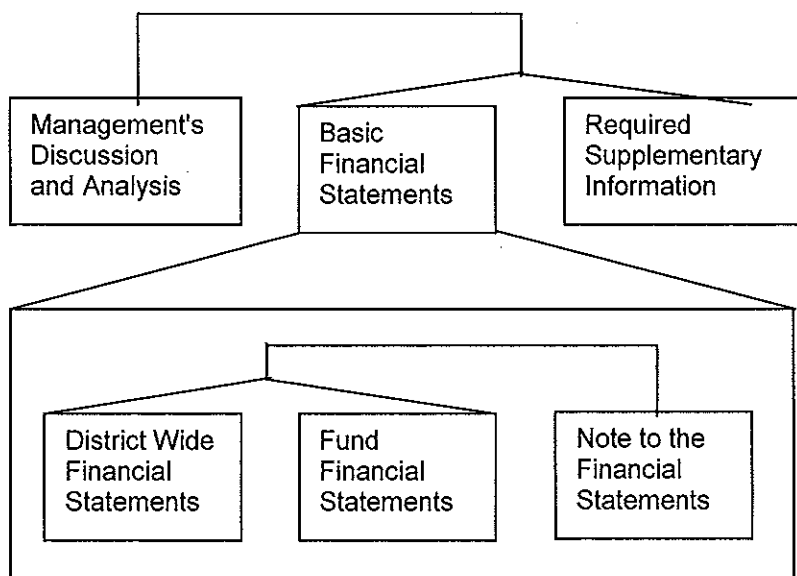 Management's
Discussion
and Analysis
Basic
Financial
Statements
Required
Supplementary
Information
District Wide
Financial
Statements
Fund
Financial
Statements
Note to the
Financial
Statements